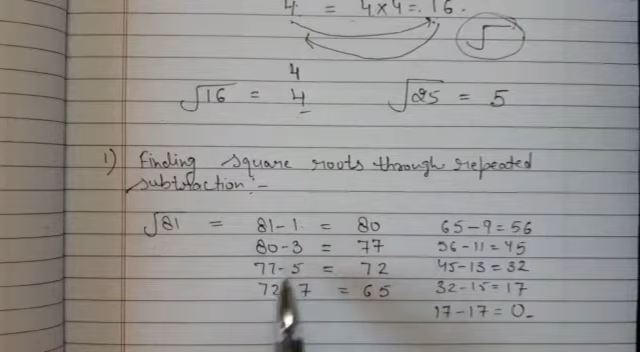 4 = 4x4 = 16.
√
4
√16 = 4
√25 = 5
1) Finding square roots through repeated
subtraction :-
√81 = 81-1 = 80
80-3 = 77
77-5 = 72
72-7 = 65
65-9=56
56-11=45
45-13=32
32-15=17
17-17=0